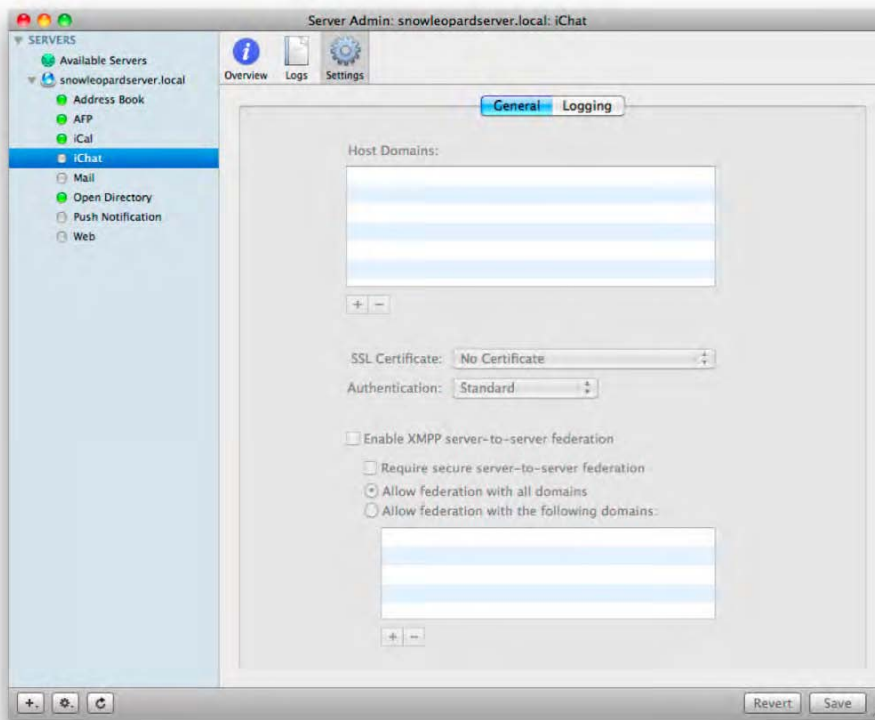 Server Admin: snowleopardserver.local: iChat
SERVERS
Available Servers
snowleopardserver.local
Address Book
AFP
iCal
iChat
Mail
Open Directory
Push Notification
Web
Overview
Logs
Settings
General
Logging
Host Domains:
+ −
SSL Certificate: No Certificate
Authentication: Standard
Enable XMPP server-to-server federation
Require secure server-to-server federation
Allow federation with all domains
Allow federation with the following domains:
+ −
Revert
Save